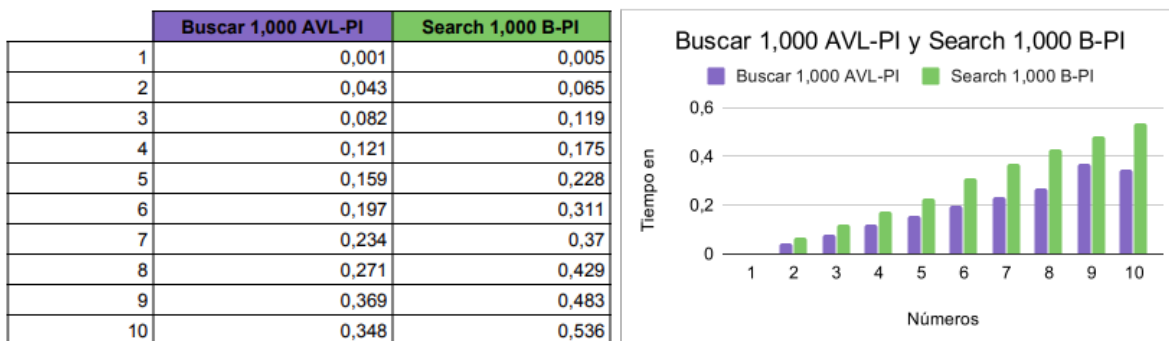 Buscar 1,000 AVL-PI Search 1,000 B-PI
1 0,001 0,005
2 0,043 0,065
3 0,082 0,119
4 0,121 0,175
5 0,159 0,228
6 0,197 0,311
7 0,234 0,37
8 0,271 0,429
9 0,369 0,483
10 0,348 0,536
Buscar 1,000 AVL-PI y Search 1,000 B-PI
Buscar 1,000 AVL-PI Search 1,000 B-PI
Tiempo en
0,6
0,4
0,2
0
1 2 3 4 5 6 7 8 9 10
Números